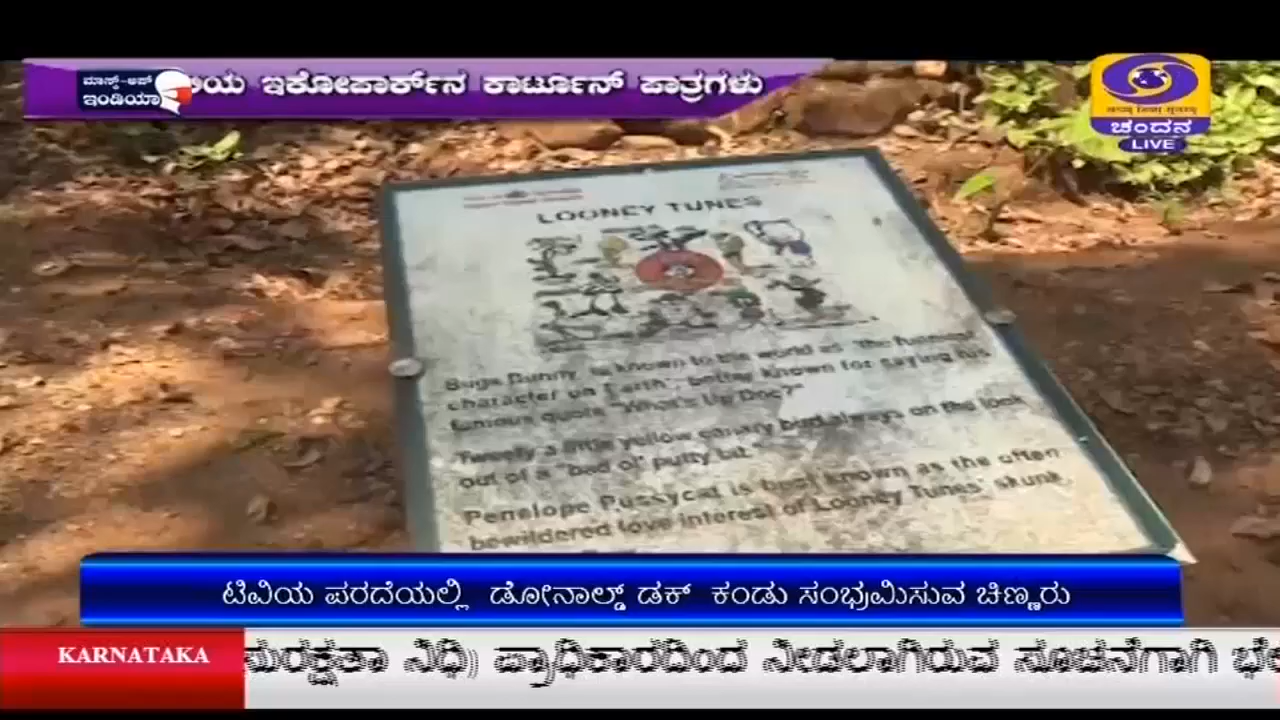 ಮಾಸ್ಕ್-ಅಪ್
ಇಂಡಿಯಾ
ಯ ಇಕೋಪಾರ್ಕ್‌ನ ಕಾರ್ಟೂನ್ ಪಾತ್ರಗಳು
ಚಂದನ
LIVE
LOONEY TUNES
Bugs Bunny is known to the world as "the funniest
character on Earth", better known for saying his
famous quote "What's Up Doc?"
Tweety a little yellow canary bird always on the look
out of a "bad ol' putty tat."
Penelope Pussycat is best known as the often
bewildered love interest of Looney Tunes' skunk,
ಟಿವಿಯ ಪರದೆಯಲ್ಲಿ ಡೋನಾಲ್ಡ್ ಡಕ್ ಕಂಡು ಸಂಭ್ರಮಿಸುವ ಚಿಣ್ಣರು
KARNATAKA
ಸುರಕ್ಷತಾ ನಿಧಿ) ಪ್ರಾಧಿಕಾರದಿಂದ ನೀಡಲಾಗಿರುವ ಸೂಚನೆಗಾಗಿ